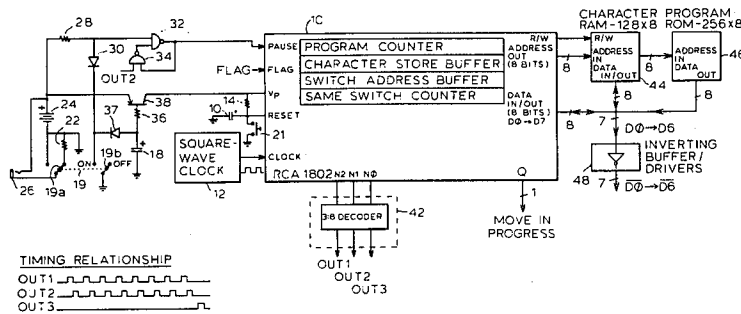 28
32
30
34
OUT2
1C
PAUSE
FLAG
FLAG
PROGRAM COUNTER
CHARACTER STORE BUFFER
SWITCH ADDRESS BUFFER
SAME SWITCH COUNTER
R/W
ADDRESS
OUT
(8 BITS)
8
CHARACTER PROGRAM
RAM-128X8 ROM-256X8
R/W
ADDRESS
IN
DATA
IN/OUT
44
8
ADDRESS
IN
DATA
OUT
46
8
8
24
22
26
19a
ON
19
19b
OFF
37
38
36
18
VP
14
10
RESET
21
SQUARE-
WAVE
CLOCK
12
CLOCK
DATA
IN/OUT
(8 BITS)
DØ→D7
8
7
DØ→D6
INVERTING
BUFFER/
DRIVERS
48
7
D̅Ø̅→D̅6̅
RCA 1802 N2 N1 NØ
Q
1
MOVE IN
PROGRESS
3:8 DECODER
42
OUT1
OUT2
OUT3
TIMING RELATIONSHIP
OUT1
OUT2
OUT3